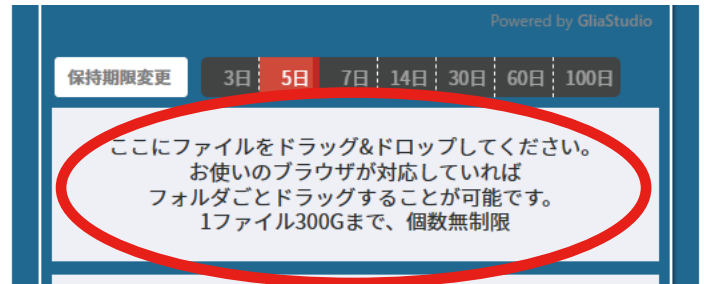 Powered by GliaStudio
保持期限変更 3日 5日 7日 14日 30日 60日 100日
ここにファイルをドラッグ&ドロップしてください。
お使いのブラウザが対応していれば
フォルダごとドラッグすることが可能です。
1ファイル300Gまで、個数無制限